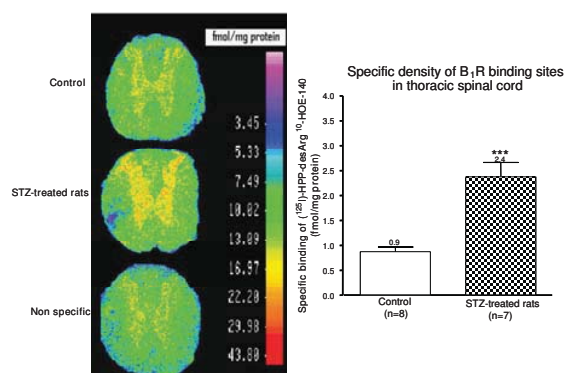 Control
STZ-treated rats
Non specific
fmol/mg protein
3.45
5.33
7.49
10.02
13.09
16.97
22.20
29.98
43.80
Specific density of B₁R binding sites
in thoracic spinal cord
Specific binding of (¹²⁵I)-HPP-desArg¹⁰-HOE-140
(fmol/mg protein)
4.0
3.5
3.0
2.5
2.0
1.5
1.0
0.5
0.0
0.9
***
2.4
Control
(n=8)
STZ-treated rats
(n=7)